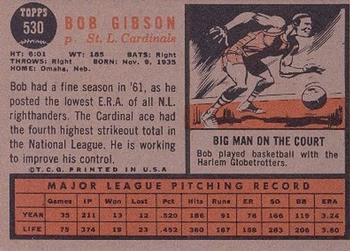 TOPPS
530
BOB GIBSON
p. St. L. Cardinals
HT: 6:01 WT: 185 BATS: Right
THROWS: Right BORN: Nov. 9, 1935
HOME: Omaha, Neb.
Bob had a fine season in '61, as he
posted the lowest E.R.A. of all N.L.
righthanders. The Cardinal ace had
the fourth highest strikeout total in
the National League. He is working
to improve his control.
©T.C.G. PRINTED IN U.S.A.
BIG MAN ON THE COURT
Bob played basketball with the
Harlem Globetrotters.
MAJOR LEAGUE PITCHING RECORD
Games IP Won Lost Pct. Hits Runs ER SO BB ERA
YEAR 35 211 13 12 .520 186 91 76 166 119 3.24
LIFE 75 374 19 23 .452 360 187 150 283 3.60